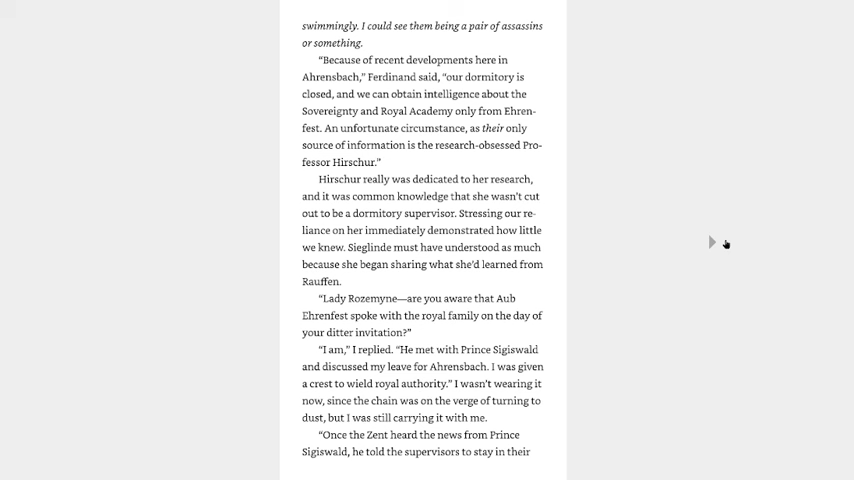 swimmingly. I could see them being a pair of assassins
or something.
“Because of recent developments here in
Ahrensbach,” Ferdinand said, “our dormitory is
closed, and we can obtain intelligence about the
Sovereignty and Royal Academy only from Ehren-
fest. An unfortunate circumstance, as their only
source of information is the research-obsessed Pro-
fessor Hirschur.”
Hirschur really was dedicated to her research,
and it was common knowledge that she wasn’t cut
out to be a dormitory supervisor. Stressing our re-
liance on her immediately demonstrated how little
we knew. Sieglinde must have understood as much
because she began sharing what she’d learned from
Rauffen.
“Lady Rozemyne—are you aware that Aub
Ehrenfest spoke with the royal family on the day of
your ditter invitation?”
“I am,” I replied. “He met with Prince Sigiswald
and discussed my leave for Ahrensbach. I was given
a crest to wield royal authority.” I wasn’t wearing it
now, since the chain was on the verge of turning to
dust, but I was still carrying it with me.
“Once the Zent heard the news from Prince
Sigiswald, he told the supervisors to stay in their